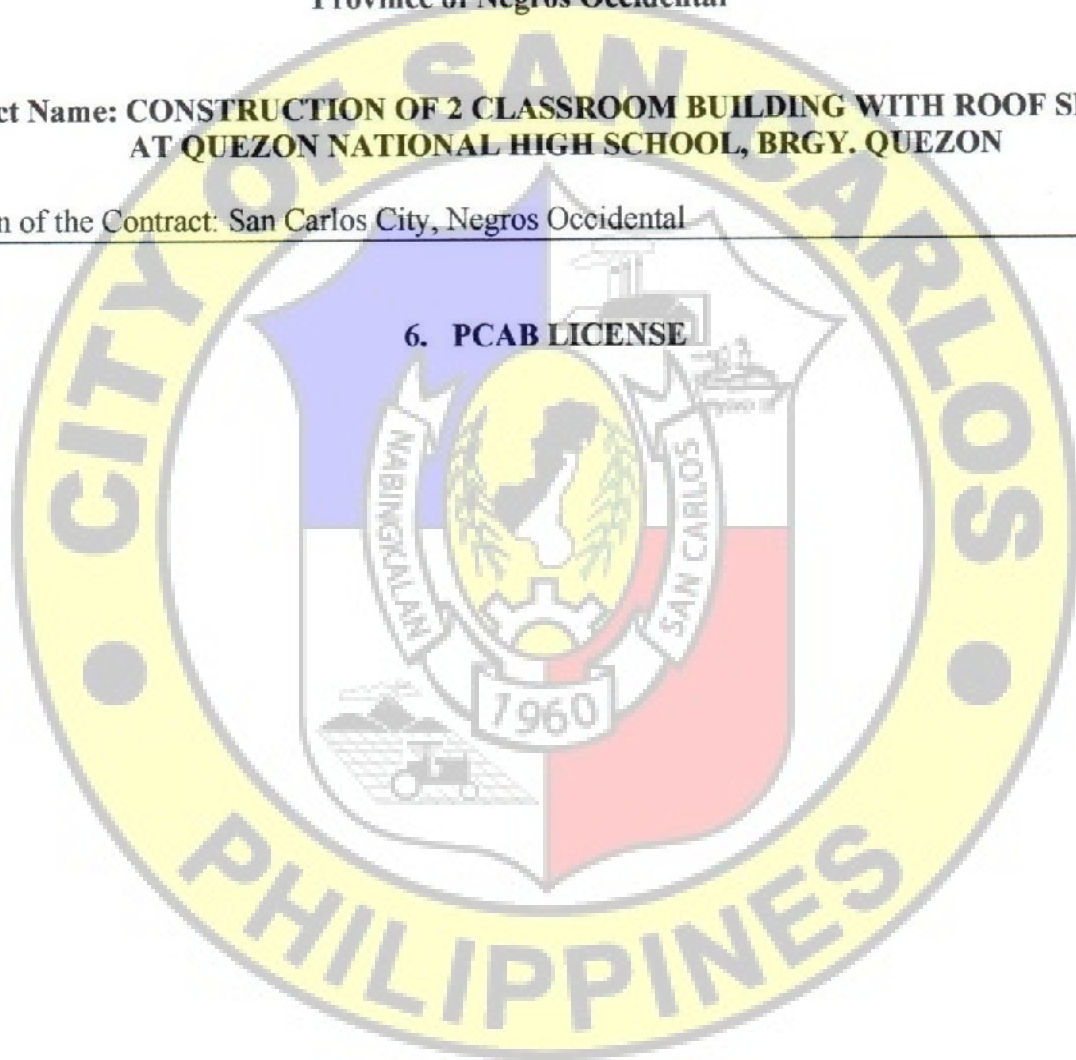 Province of Negros Occidental
ct Name: CONSTRUCTION OF 2 CLASSROOM BUILDING WITH ROOF
AT QUEZON NATIONAL HIGH SCHOOL, BRGY. QUEZON
n of the Contract: San Carlos City, Negros Occidental
6. PCAB LICENSE
CITY OF SAN CARLOS
NABINGKALAN
SAN CARLOS
1960
PHILIPPINES